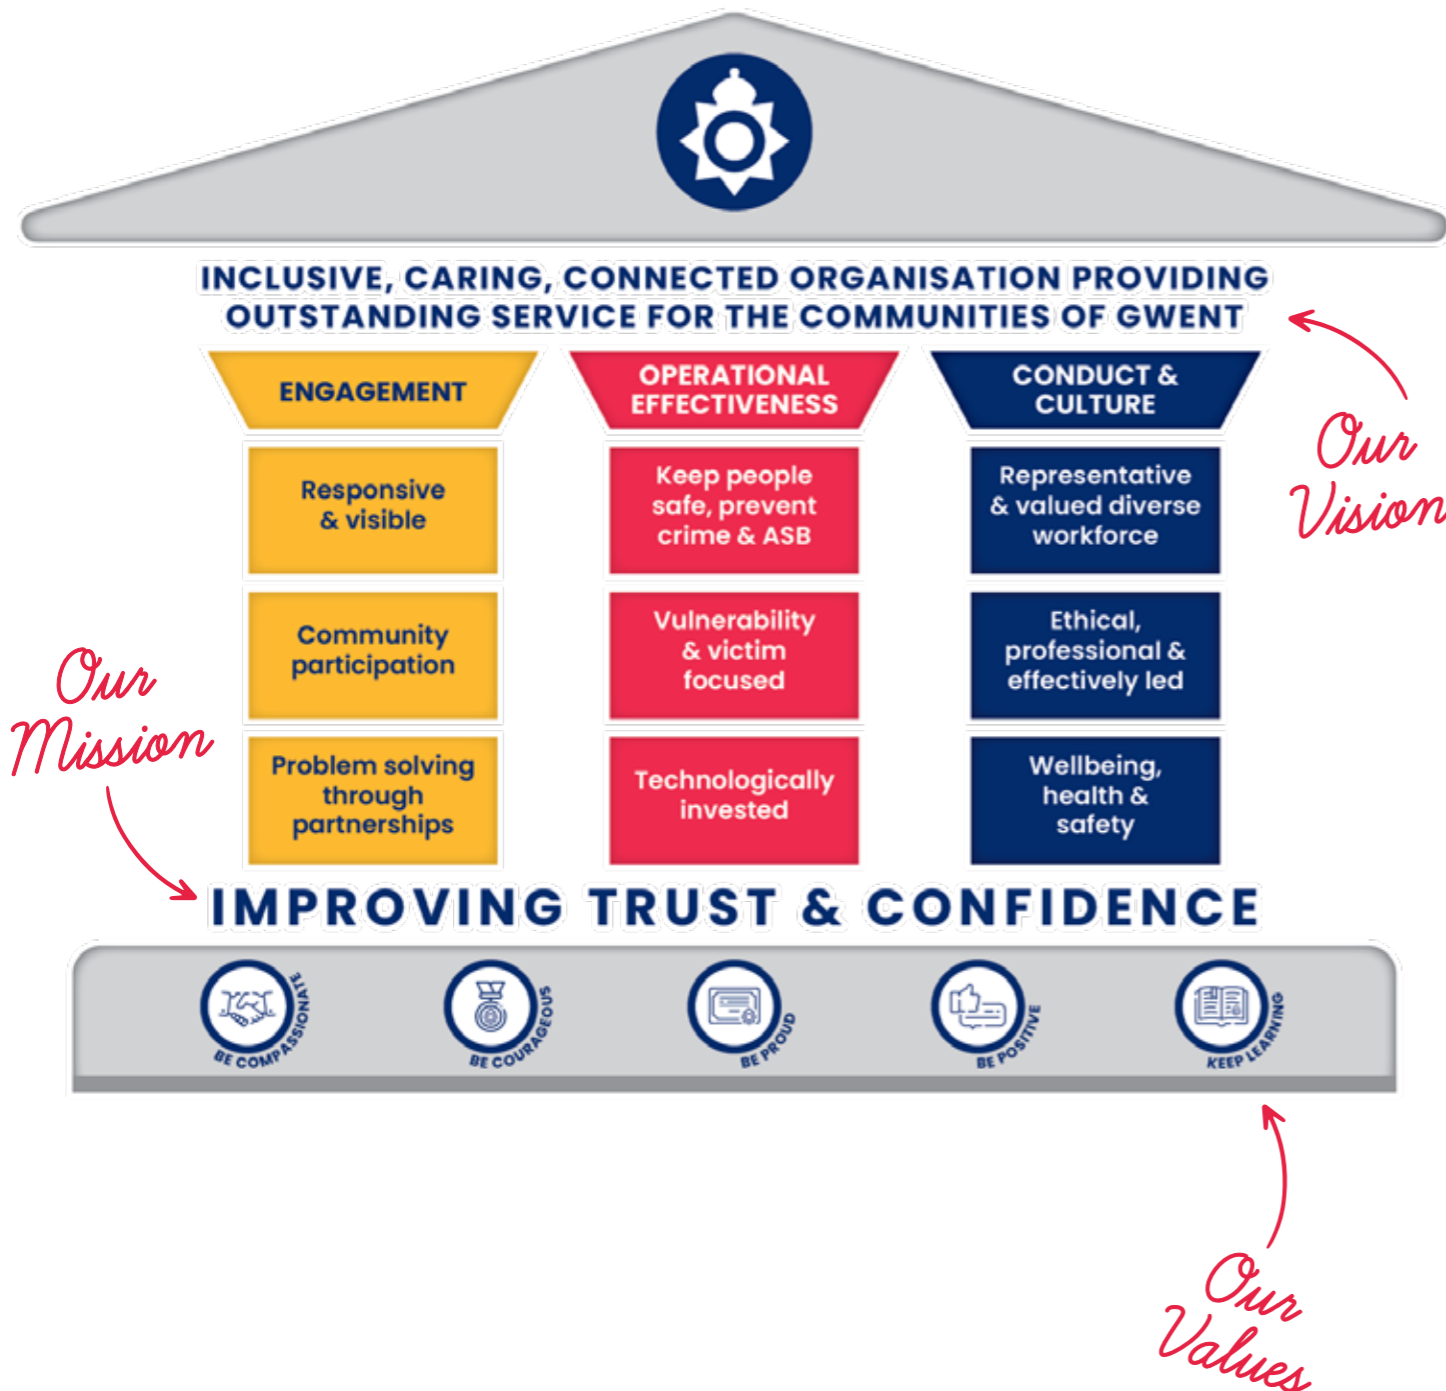 INCLUSIVE, CARING, CONNECTED ORGANISATION PROVIDING
OUTSTANDING SERVICE FOR THE COMMUNITIES OF GWENT
Our
Vision
ENGAGEMENT
Responsive
& visible
Community
participation
Problem solving
through
partnerships
OPERATIONAL
EFFECTIVENESS
Keep people
safe, prevent
crime & ASB
Vulnerability
& victim
focused
Technologically
invested
CONDUCT &
CULTURE
Representative
& valued diverse
workforce
Ethical,
professional &
effectively led
Wellbeing,
health &
safety
Our
Mission
IMPROVING TRUST & CONFIDENCE
BE COMPASSIONATE
BE COURAGEOUS
BE PROUD
BE POSITIVE
KEEP LEARNING
Our
Values